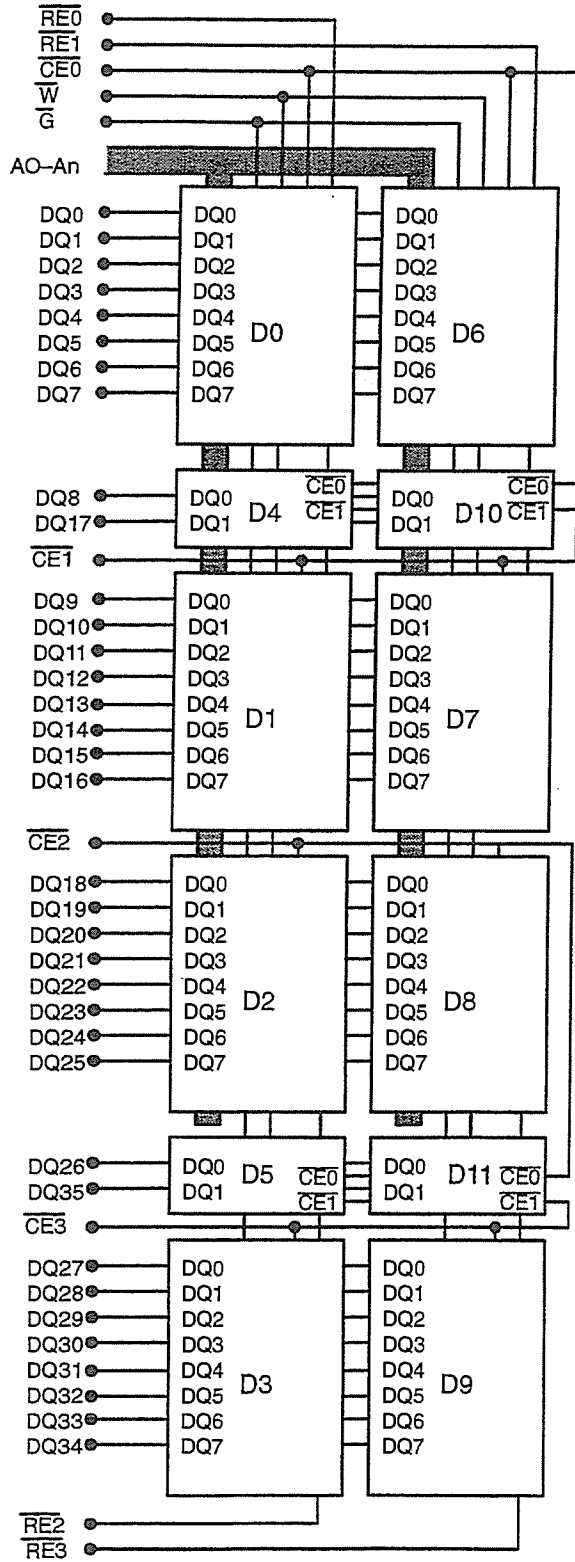 RE0
RE1
CE0
W
G
AO–An
DQ0 DQ0 DQ0
DQ1 DQ1 DQ1
DQ2 DQ2 DQ2
DQ3 DQ3 DQ3
DQ4 DQ4 D0 DQ4 D6
DQ5 DQ5 DQ5
DQ6 DQ6 DQ6
DQ7 DQ7 DQ7
CE0 CE0
DQ8 DQ0 D4 DQ0 D10
DQ17 DQ1 CE1 DQ1 CE1
CE1
DQ9 DQ0 DQ0
DQ10 DQ1 DQ1
DQ11 DQ2 DQ2
DQ12 DQ3 DQ3
DQ13 DQ4 D1 DQ4 D7
DQ14 DQ5 DQ5
DQ15 DQ6 DQ6
DQ16 DQ7 DQ7
CE2
DQ18 DQ0 DQ0
DQ19 DQ1 DQ1
DQ20 DQ2 DQ2
DQ21 DQ3 DQ3
DQ22 DQ4 D2 DQ4 D8
DQ23 DQ5 DQ5
DQ24 DQ6 DQ6
DQ25 DQ7 DQ7
DQ26 DQ0 D5 CE0 DQ0 D11 CE0
DQ35 DQ1 CE1 DQ1 CE1
CE3
DQ27 DQ0 DQ0
DQ28 DQ1 DQ1
DQ29 DQ2 DQ2
DQ30 DQ3 DQ3
DQ31 DQ4 D3 DQ4 D9
DQ32 DQ5 DQ5
DQ33 DQ6 DQ6
DQ34 DQ7 DQ7
RE2
RE3